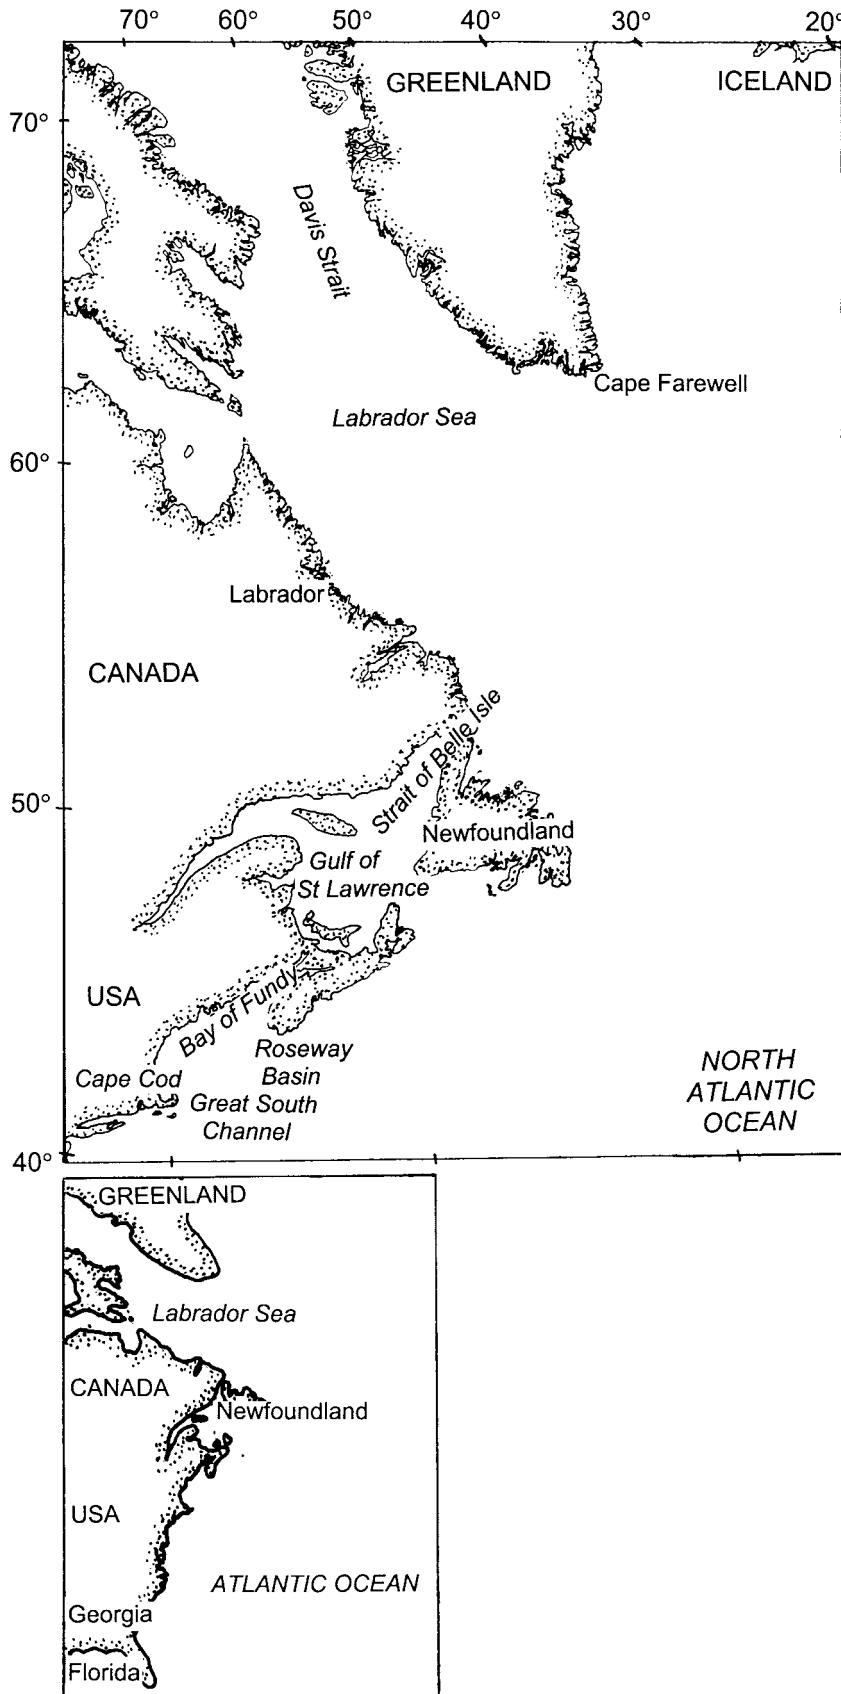 70° 60° 50° 40° 30° 20°
GREENLAND ICELAND
70°
Davis Strait
Cape Farewell
Labrador Sea
60°
Labrador
CANADA
Strait of Belle Isle
50°
Newfoundland
Gulf of
St Lawrence
USA
Bay of Fundy
Roseway
Basin
Cape Cod
Great South
Channel
NORTH
ATLANTIC
OCEAN
40°
GREENLAND
Labrador Sea
CANADA
Newfoundland
USA
ATLANTIC OCEAN
Georgia
Florida